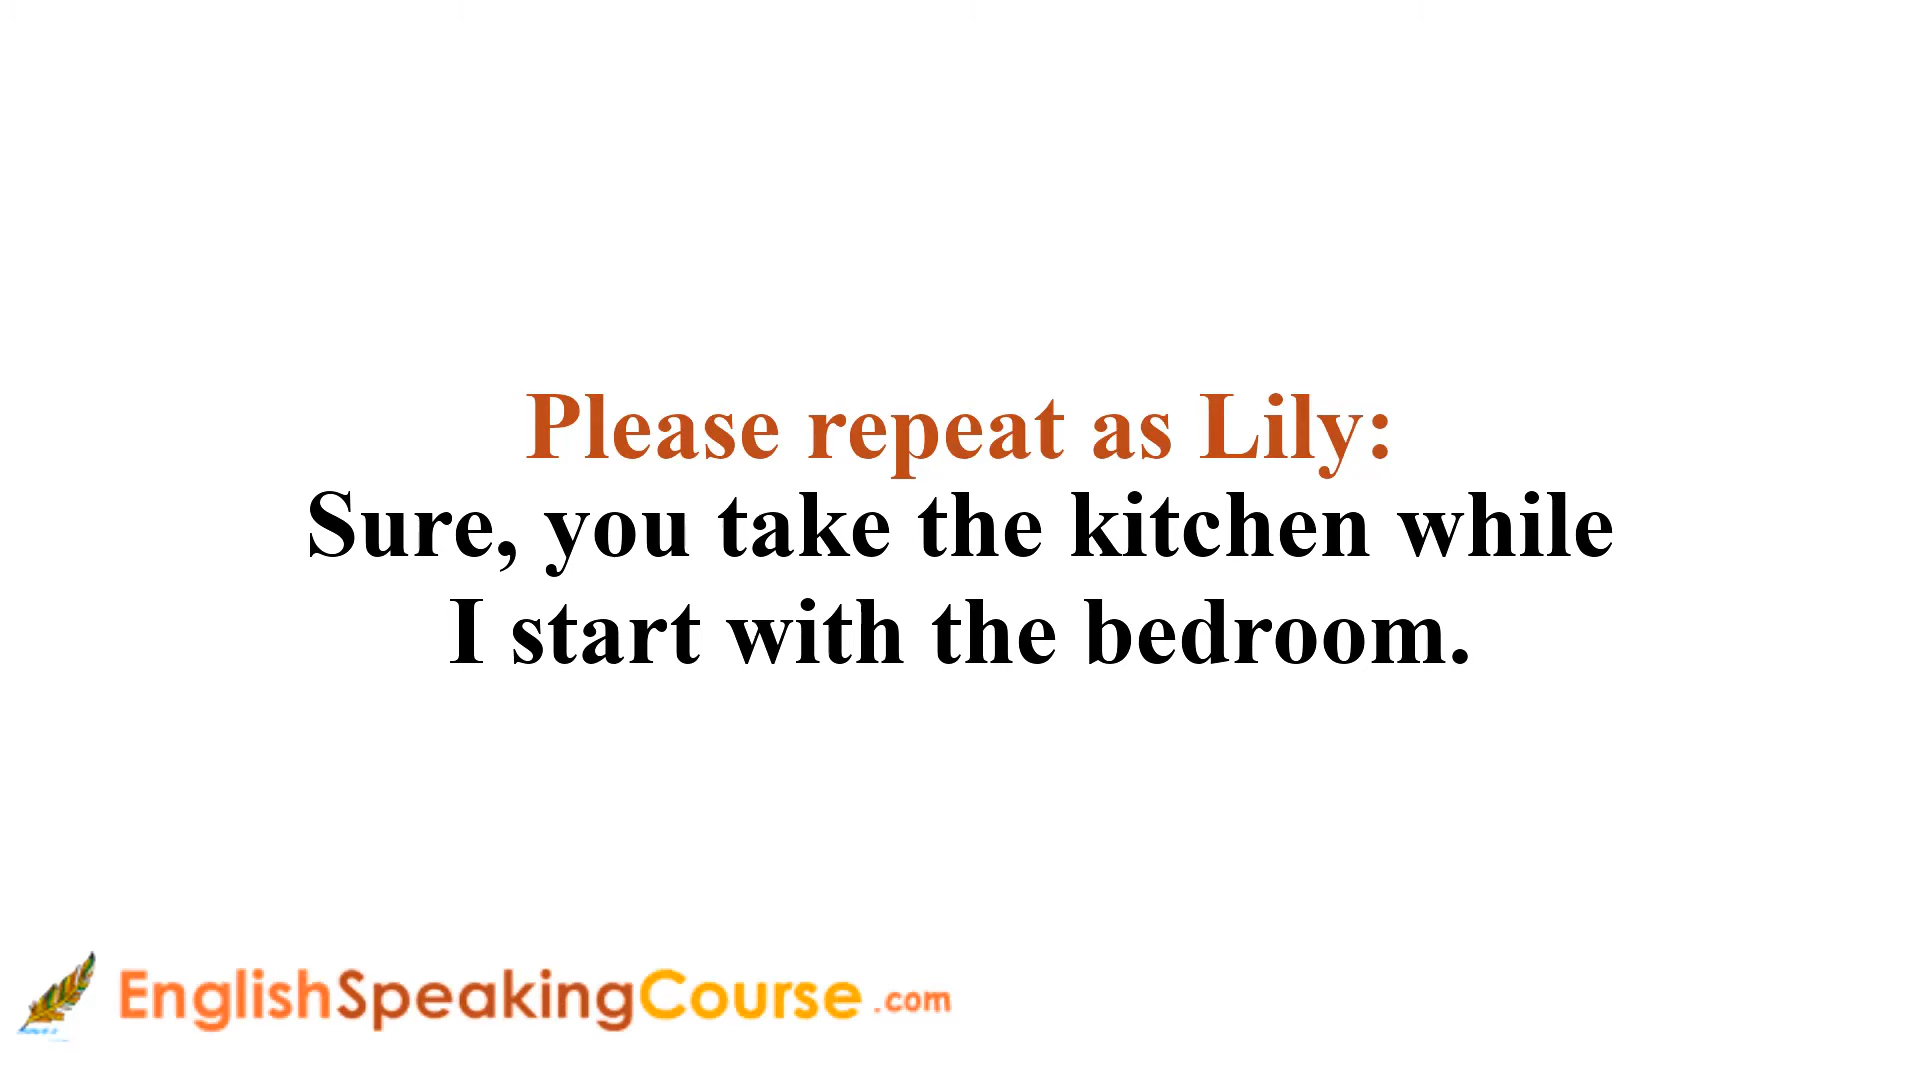 Please repeat as Lily:
Sure, you take the kitchen while
I start with the bedroom.
EnglishSpeakingCourse.com